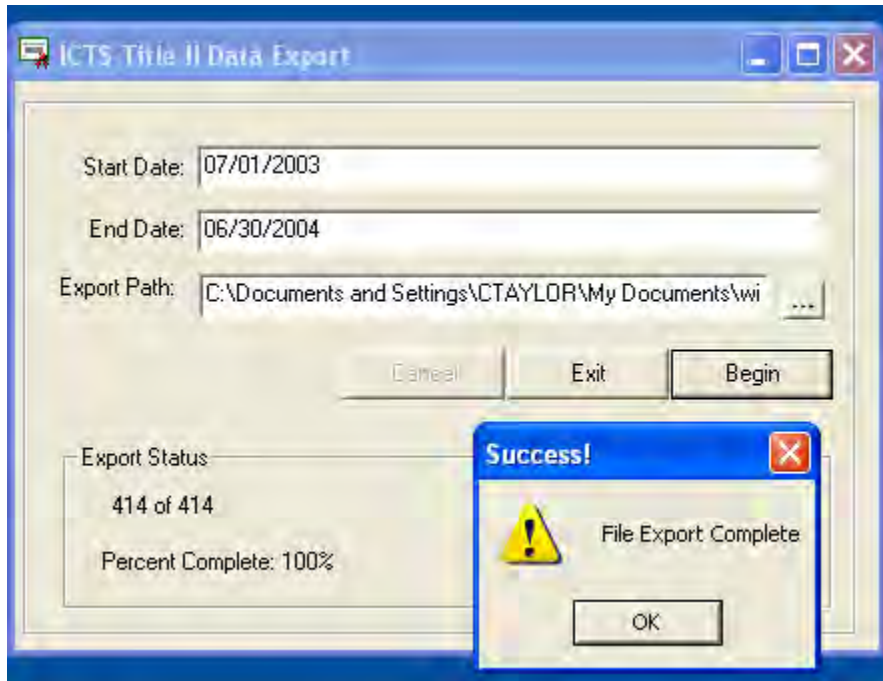 ICTS Title II Data Export
Start Date: 07/01/2003
End Date: 06/30/2004
Export Path: C:\Documents and Settings\CTAYLOR\My Documents\wi ...
Cancel Exit Begin
Export Status
414 of 414
Percent Complete: 100%
Success!
File Export Complete
OK